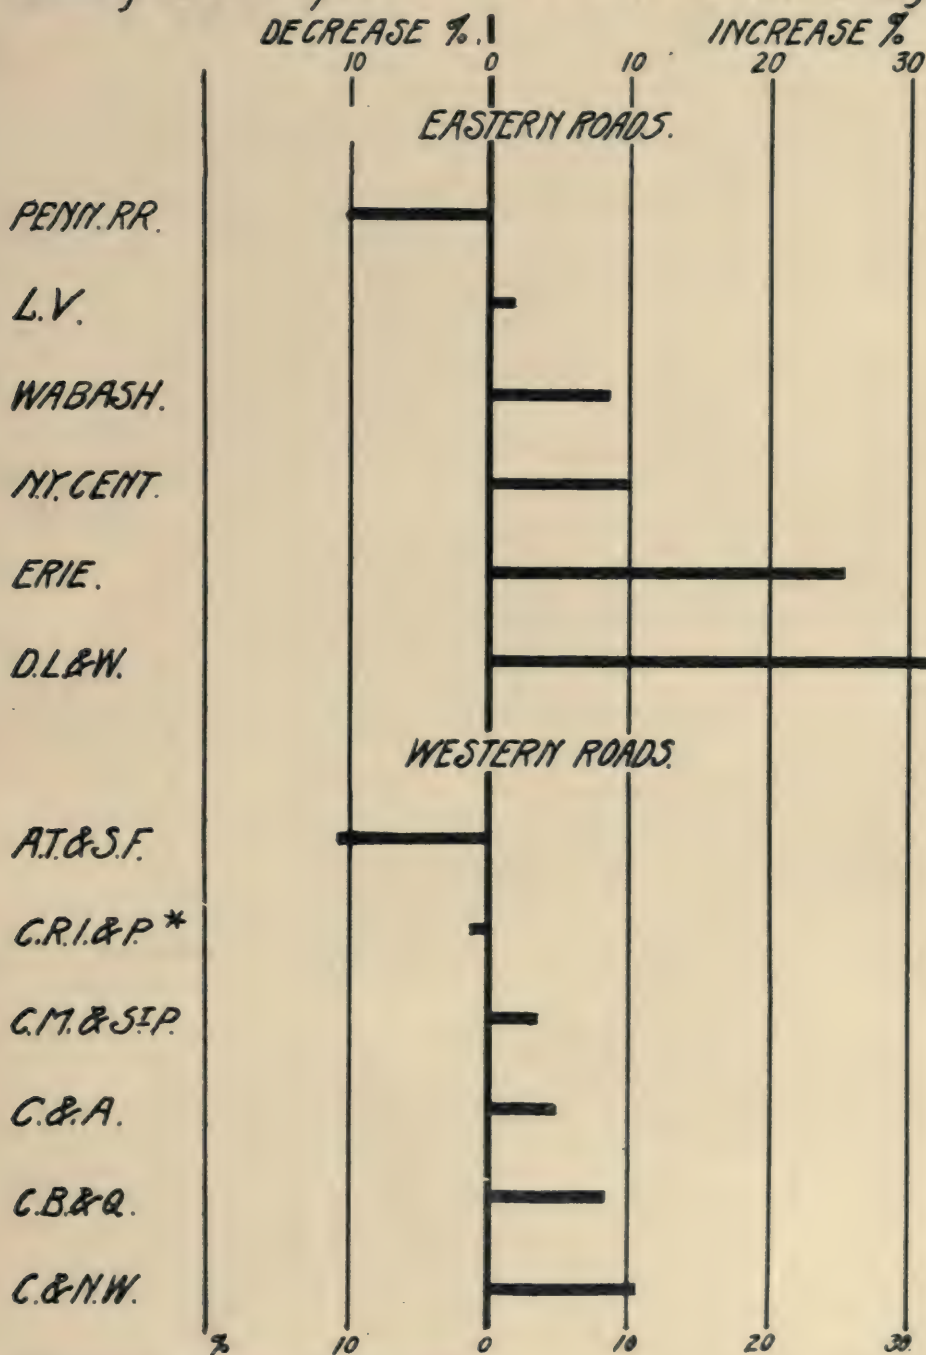 DECREASE %. INCREASE %
10 0 10 20 30
EASTERN ROADS.
PENN. RR.
L.V.
WABASH.
N.Y. CENT.
ERIE.
D.L.&W.
WESTERN ROADS.
A.T.&S.F.
C.R.I.&P.*
C.M.&ST.P.
C.&A.
C.B.&Q.
C.&N.W.
% 10 0 10 20 30.